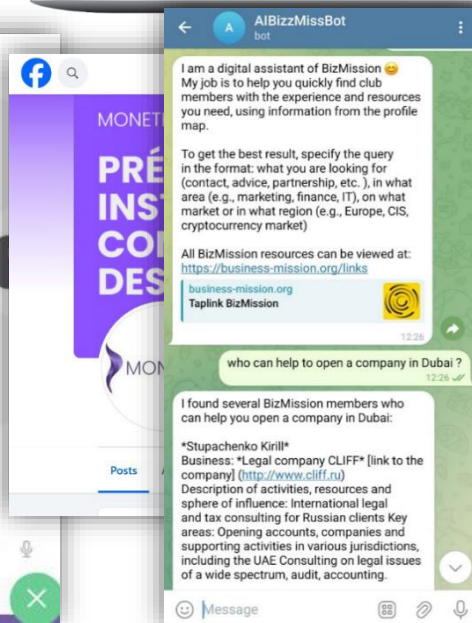 MONET
PRÉ
INS
CO
DES
MON
Posts
AIBizzMissBot
bot
I am a digital assistant of BizMission 😊
My job is to help you quickly find club
members with the experience and resources
you need, using information from the profile
map.
To get the best result, specify the query
in the format: what you are looking for
(contact, advice, partnership, etc. ), in what
area (e.g., marketing, finance, IT), on what
market or in what region (e.g., Europe, CIS,
cryptocurrency market)
All BizMission resources can be viewed at:
https://business-mission.org/links
business-mission.org
Taplink BizMission
12:26
who can help to open a company in Dubai ?
12:26
I found several BizMission members who
can help you open a company in Dubai:
*Stupachenko Kirill*
Business: *Legal company CLIFF* [link to the
company] (http://www.cliff.ru)
Description of activities, resources and
sphere of influence: International legal
and tax consulting for Russian clients Key
areas: Opening accounts, companies and
supporting activities in various jurisdictions,
including the UAE Consulting on legal issues
of a wide spectrum, audit, accounting.
Message